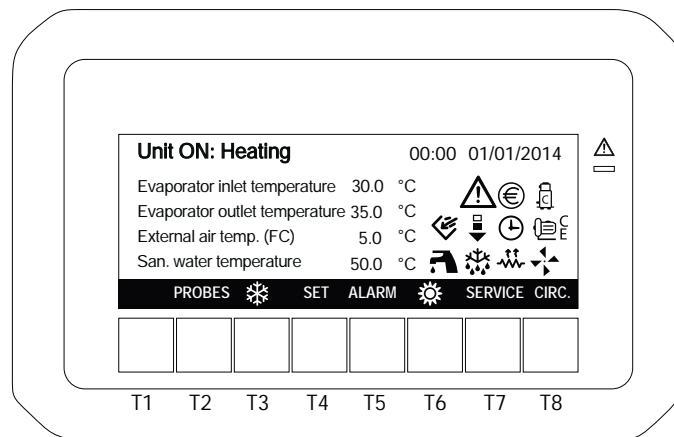 Unit ON: Heating 00:00 01/01/2014
Evaporator inlet temperature 30.0 °C
Evaporator outlet temperature 35.0 °C
External air temp. (FC) 5.0 °C
San. water temperature 50.0 °C
€
C
C
E
PROBES SET ALARM SERVICE CIRC.
T1 T2 T3 T4 T5 T6 T7 T8